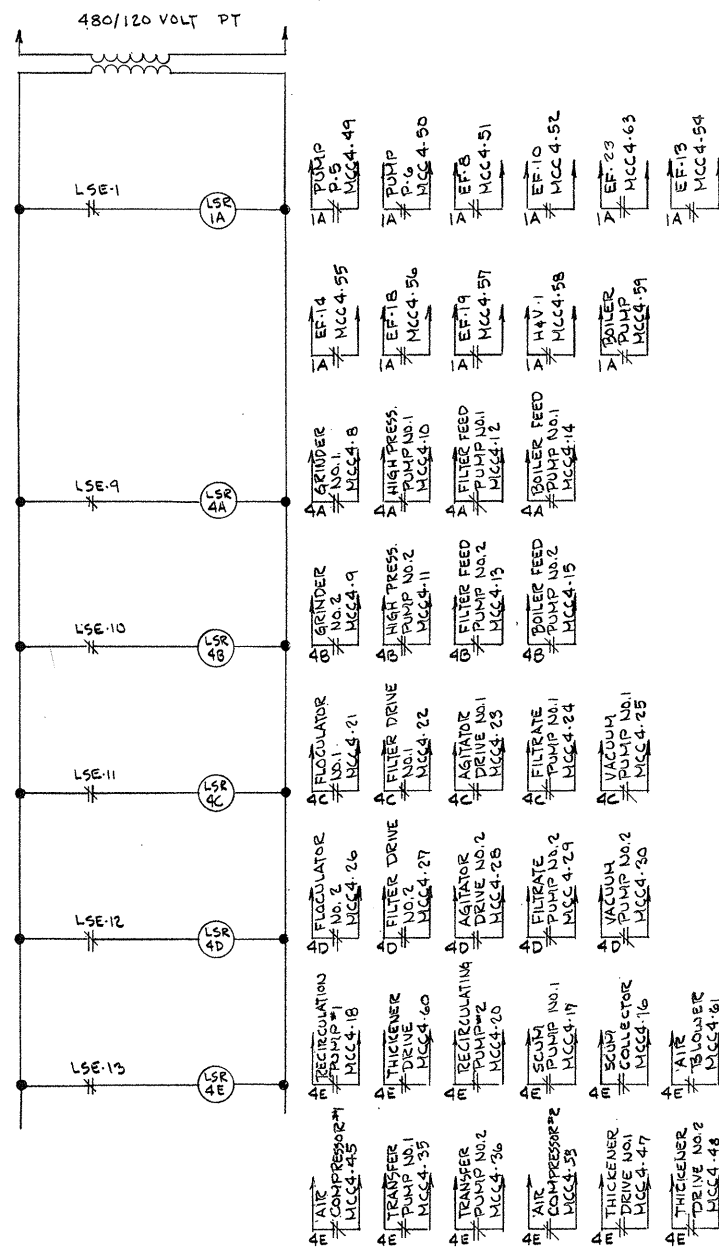 480/120 VOLT PT
LSE-1
LSR
1A
1A
PUMP
P-5
MCC4-49
1A
PUMP
P-6
MCC4-50
1A
EF-8
MCC4-51
1A
EF-10
MCC4-52
1A
EF-23
MCC4-63
1A
EF-13
MCC4-54
1A
EF-14
MCC4-55
1A
EF-18
MCC4-56
1A
EF-19
MCC4-57
1A
H&V-1
MCC4-58
1A
BOILER
PUMP
MCC4-59
LSE-9
LSR
4A
4A
GRINDER
NO.1
MCC4-8
4A
HIGH PRESS.
PUMP NO.1
MCC4-10
4A
FILTER FEED
PUMP NO.1
MCC4-12
4A
BOILER FEED
PUMP NO.1
MCC4-14
LSE-10
LSR
4B
4B
GRINDER
NO.2
MCC4-9
4B
HIGH PRESS.
PUMP NO.2
MCC4-11
4B
FILTER FEED
PUMP NO.2
MCC4-13
4B
BOILER FEED
PUMP NO.2
MCC4-15
LSE-11
LSR
4C
4C
FLOCULATOR
NO.1
MCC4-21
4C
FILTER DRIVE
NO.1
MCC4-22
4C
AGITATOR
DRIVE NO.1
MCC4-23
4C
FILTRATE
PUMP NO.1
MCC4-24
4C
VACUUM
PUMP NO.1
MCC4-25
LSE-12
LSR
4D
4D
FLOCULATOR
NO.2
MCC4-26
4D
FILTER DRIVE
NO.2
MCC4-27
4D
AGITATOR
DRIVE NO.2
MCC4-28
4D
FILTRATE
PUMP NO.2
MCC4-29
4D
VACUUM
PUMP NO.2
MCC4-30
LSE-13
LSR
4E
4E
RECIRCULATION
PUMP #1
MCC4-18
4E
THICKENER
DRIVE
MCC4-60
4E
RECIRCULATING
PUMP #2
MCC4-20
4E
SCUM
PUMP NO.1
MCC4-17
4E
SCUM
COLLECTOR
MCC4-16
4E
AIR
BLOWER
MCC4-61
4E
AIR
COMPRESSOR #1
MCC4-45
4E
TRANSFER
PUMP NO.1
MCC4-35
4E
TRANSFER
PUMP NO.2
MCC4-36
4E
AIR
COMPRESSOR #2
MCC4-53
4E
THICKENER
DRIVE NO.1
MCC4-47
4E
THICKENER
DRIVE NO.2
MCC4-48